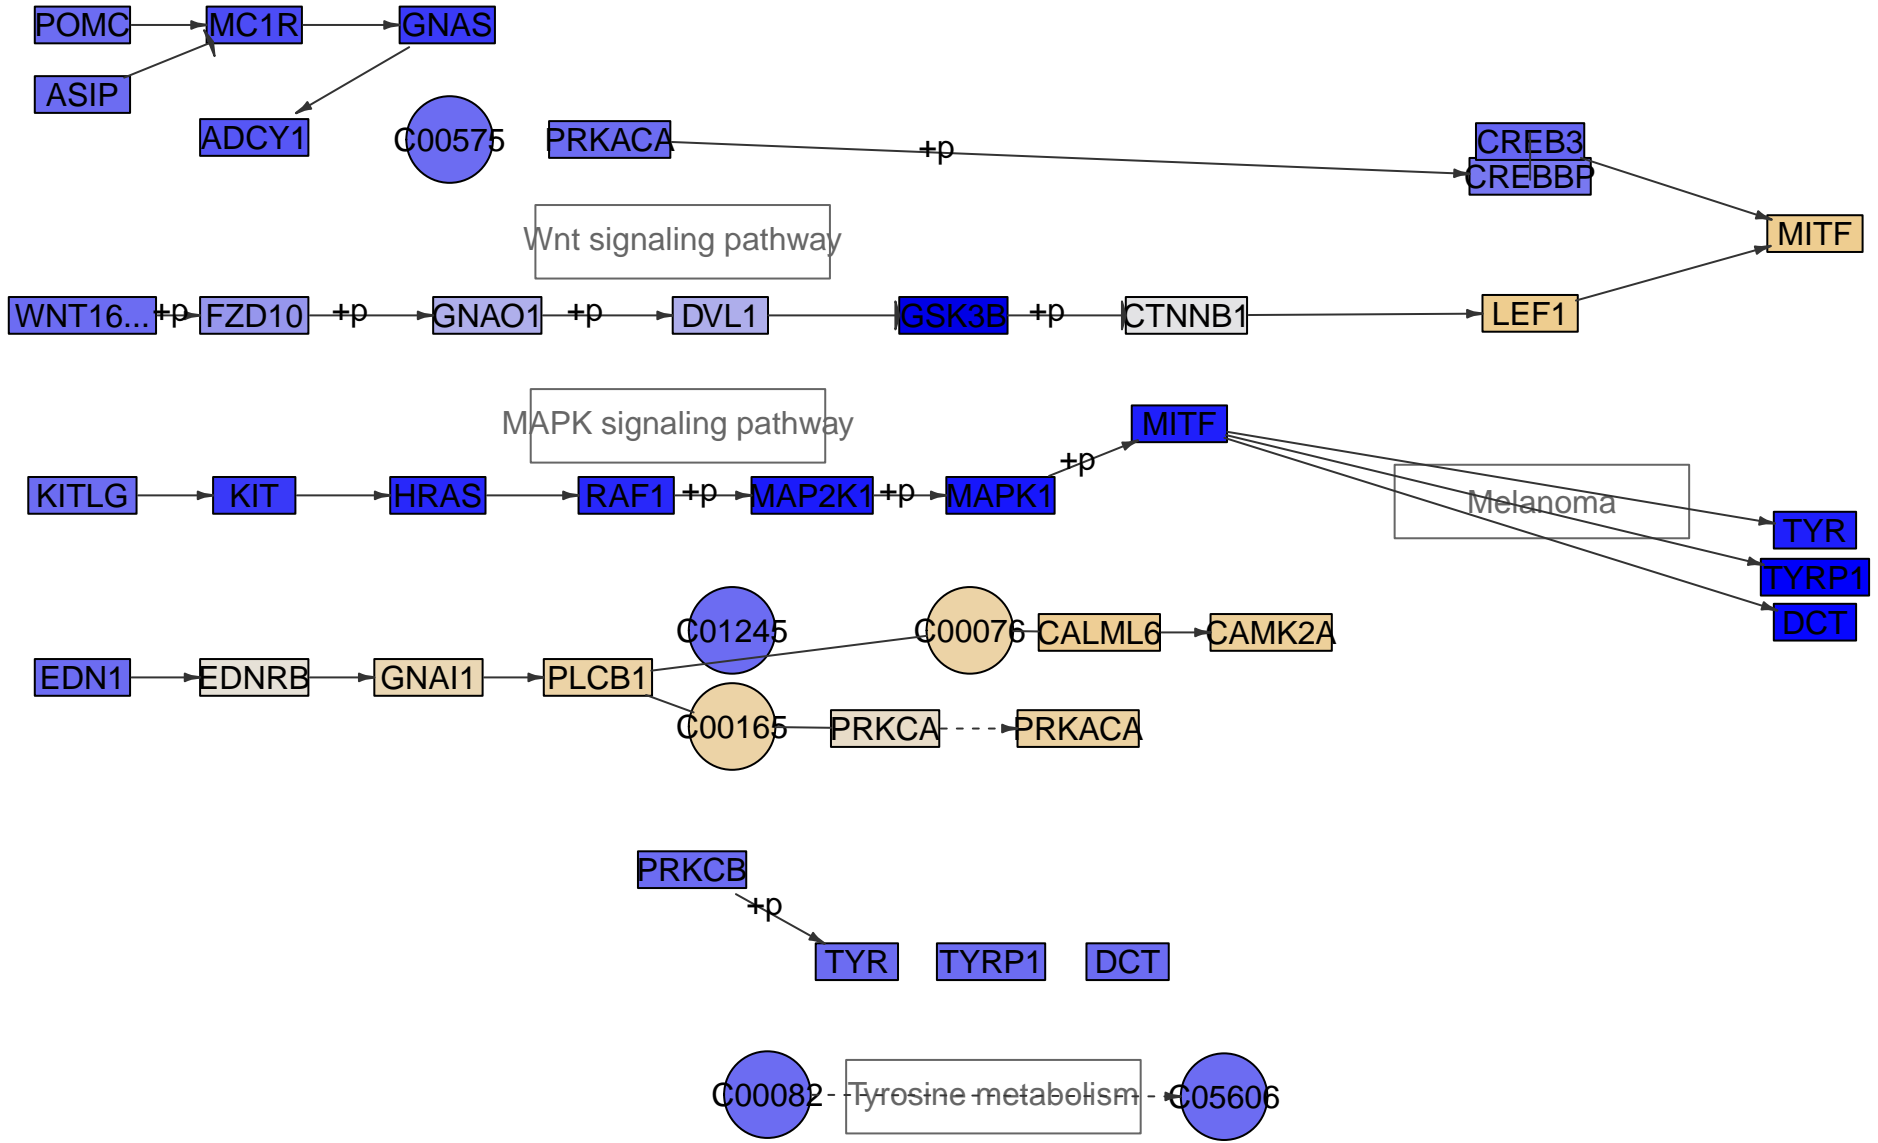 POMC
MC1R
GNAS
ASIP
ADCY1
C00575
PRKACA
+p
CREB3
CREBBP
Wnt signaling pathway
MITF
WNT16...
+p
FZD10
+p
GNAO1
+p
DVL1
GSK3B
+p
CTNNB1
LEF1
MAPK signaling pathway
MITF
+p
KITLG
KIT
HRAS
RAF1
+p
MAP2K1
+p
MAPK1
Melanoma
TYR
TYRP1
DCT
C01245
C00076
CALML6
CAMK2A
EDN1
EDNRB
GNAI1
PLCB1
C00165
PRKCA
PRKACA
PRKCB
+p
TYR
TYRP1
DCT
C00082
Tyrosine metabolism
C05606